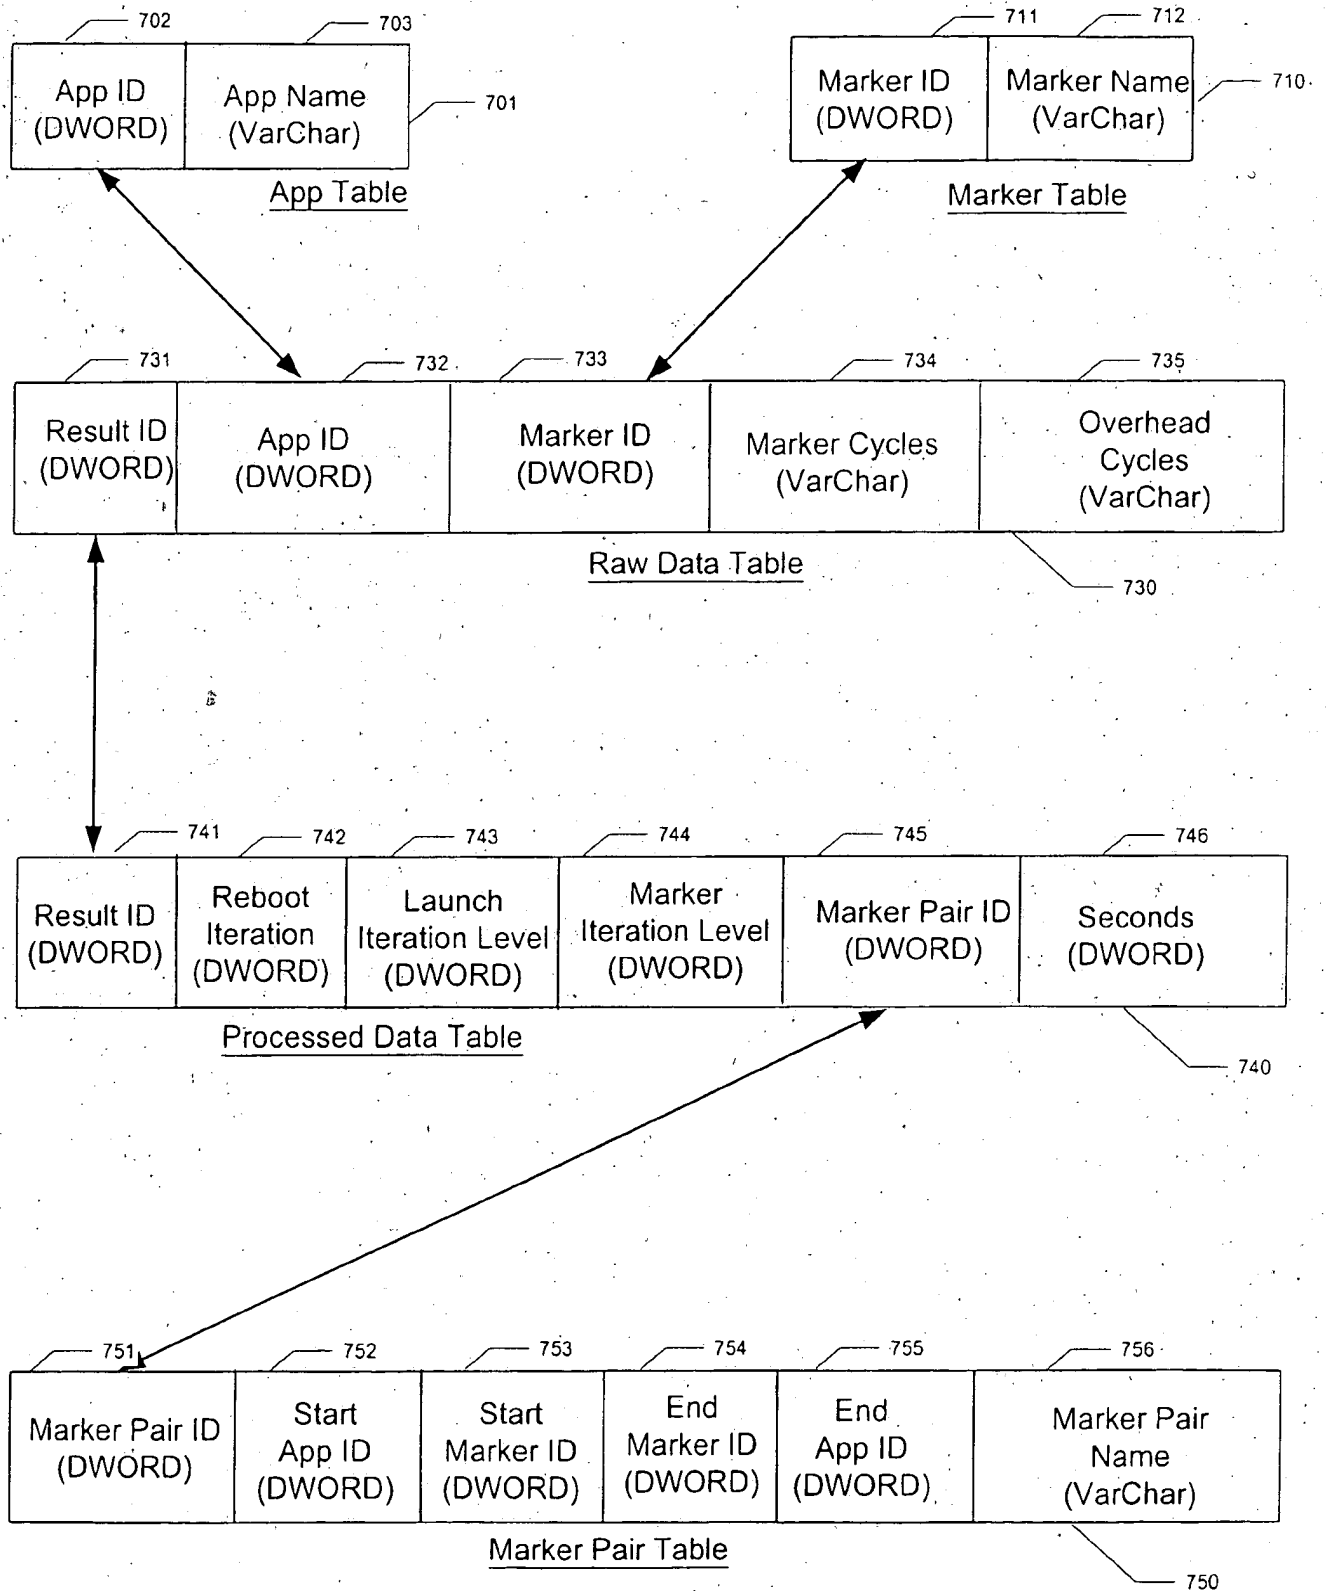 702
703
711
712
App ID
(DWORD)
App Name
(VarChar)
701
Marker ID
(DWORD)
Marker Name
(VarChar)
710
App Table
Marker Table
731
732
733
734
735
Result ID
(DWORD)
App ID
(DWORD)
Marker ID
(DWORD)
Marker Cycles
(VarChar)
Overhead
Cycles
(VarChar)
Raw Data Table
730
741
742
743
744
745
746
Result ID
(DWORD)
Reboot
Iteration
(DWORD)
Launch
Iteration Level
(DWORD)
Marker
Iteration Level
(DWORD)
Marker Pair ID
(DWORD)
Seconds
(DWORD)
Processed Data Table
740
751
752
753
754
755
756
Marker Pair ID
(DWORD)
Start
App ID
(DWORD)
Start
Marker ID
(DWORD)
End
Marker ID
(DWORD)
End
App ID
(DWORD)
Marker Pair
Name
(VarChar)
Marker Pair Table
750